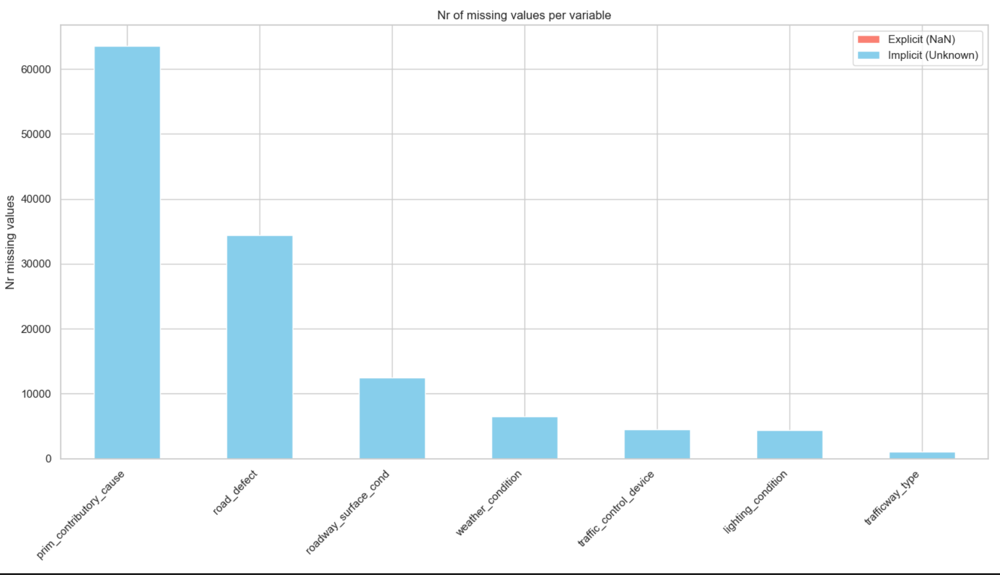 Nr of missing values per variable
Explicit (NaN)
Implicit (Unknown)
Nr missing values
60000
50000
40000
30000
20000
10000
0
prim_contributory_cause
road_defect
roadway_surface_cond
weather_condition
traffic_control_device
lighting_condition
trafficway_type